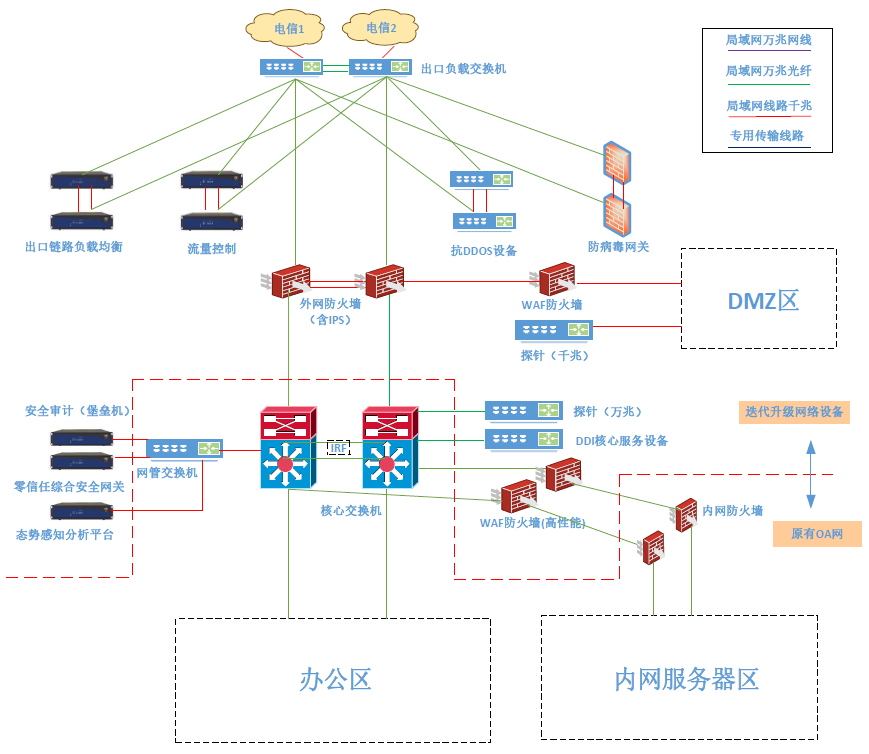 电信1
电信2
出口负载交换机
局域网万兆网线
局域网万兆光纤
局域网线路千兆
专用传输线路
出口链路负载均衡
流量控制
抗DDOS设备
防病毒网关
外网防火墙
（含IPS）
WAF防火墙
DMZ区
探针（千兆）
安全审计（堡垒机）
零信任综合安全网关
态势感知分析平台
网管交换机
IRF
核心交换机
探针（万兆）
DDI核心服务设备
WAF防火墙(高性能)
内网防火墙
迭代升级网络设备
原有OA网
办公区
内网服务器区